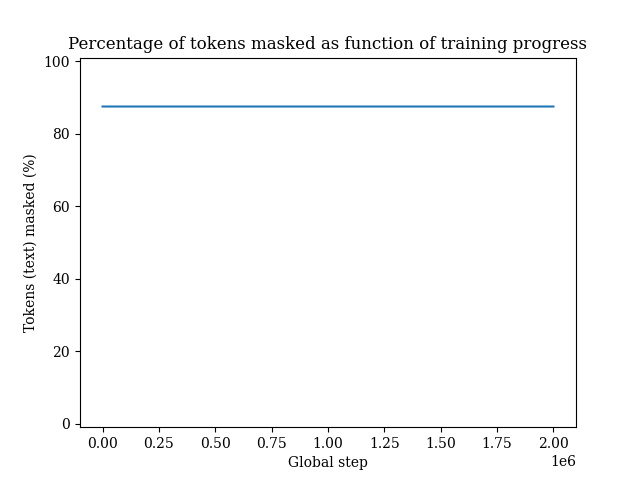 Percentage of tokens masked as function of training progress
100
80
60
40
20
0
Tokens (text) masked (%)
0.00 0.25 0.50 0.75 1.00 1.25 1.50 1.75 2.00
1e6
Global step